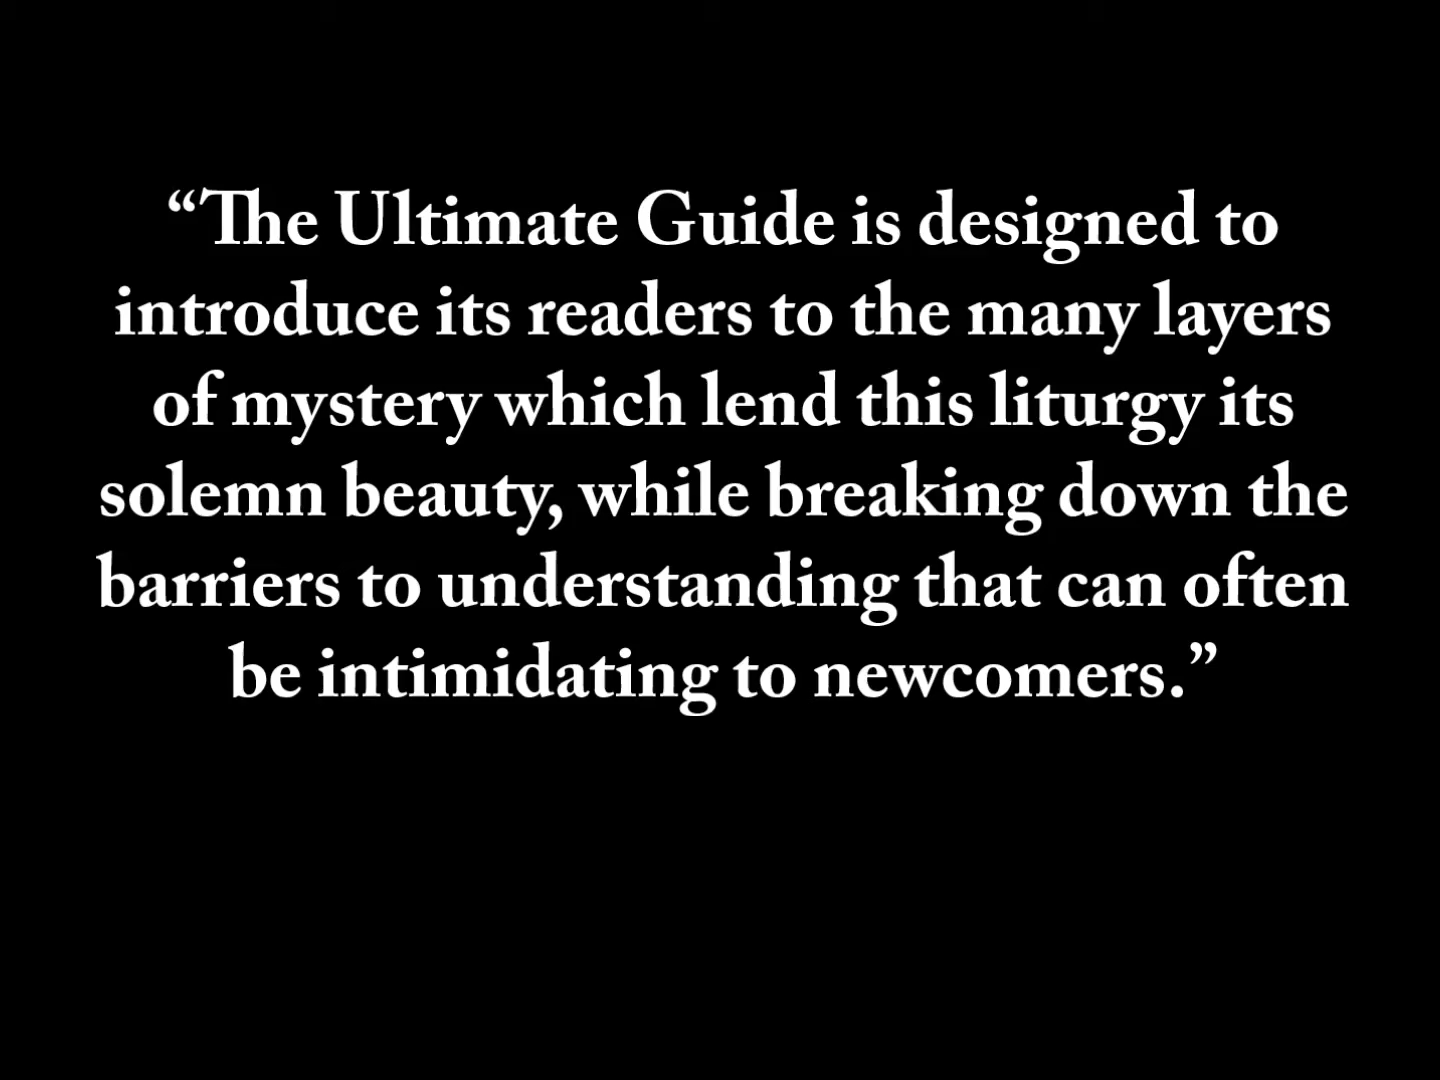 “The Ultimate Guide is designed to
introduce its readers to the many layers
of mystery which lend this liturgy its
solemn beauty, while breaking down the
barriers to understanding that can often
be intimidating to newcomers.”